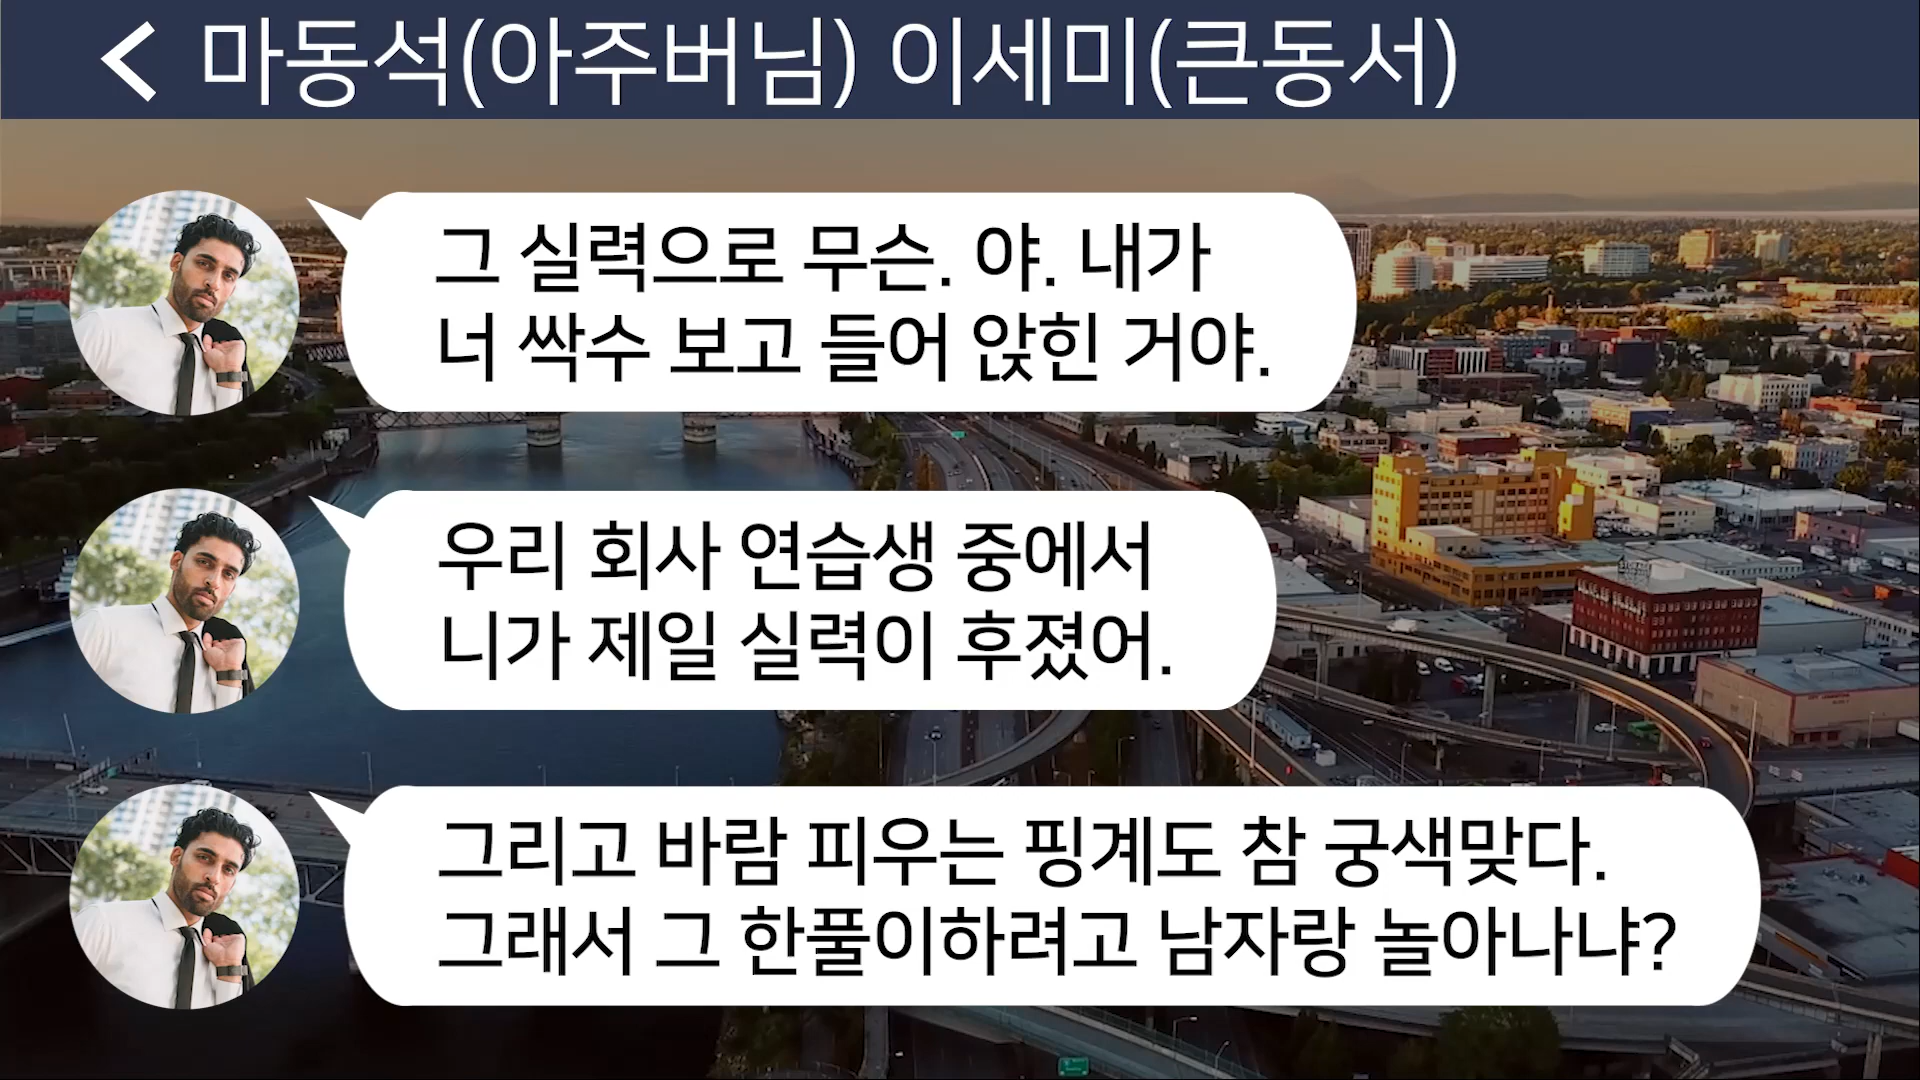 마동석(아주버님) 이세미(큰동서)
그 실력으로 무슨. 야. 내가
너 싹수 보고 들어 앉힌 거야.
우리 회사 연습생 중에서
니가 제일 실력이 후졌어.
그리고 바람 피우는 핑계도 참 궁색맞다.
그래서 그 한풀이하려고 남자랑 놀아나냐?